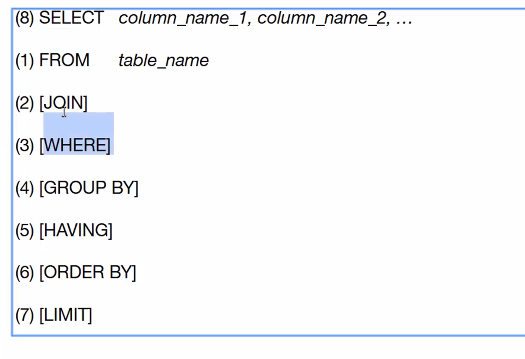 (8) SELECT column_name_1, column_name_2, …
(1) FROM table_name
(2) [JOIN]
(3) [WHERE]
(4) [GROUP BY]
(5) [HAVING]
(6) [ORDER BY]
(7) [LIMIT]